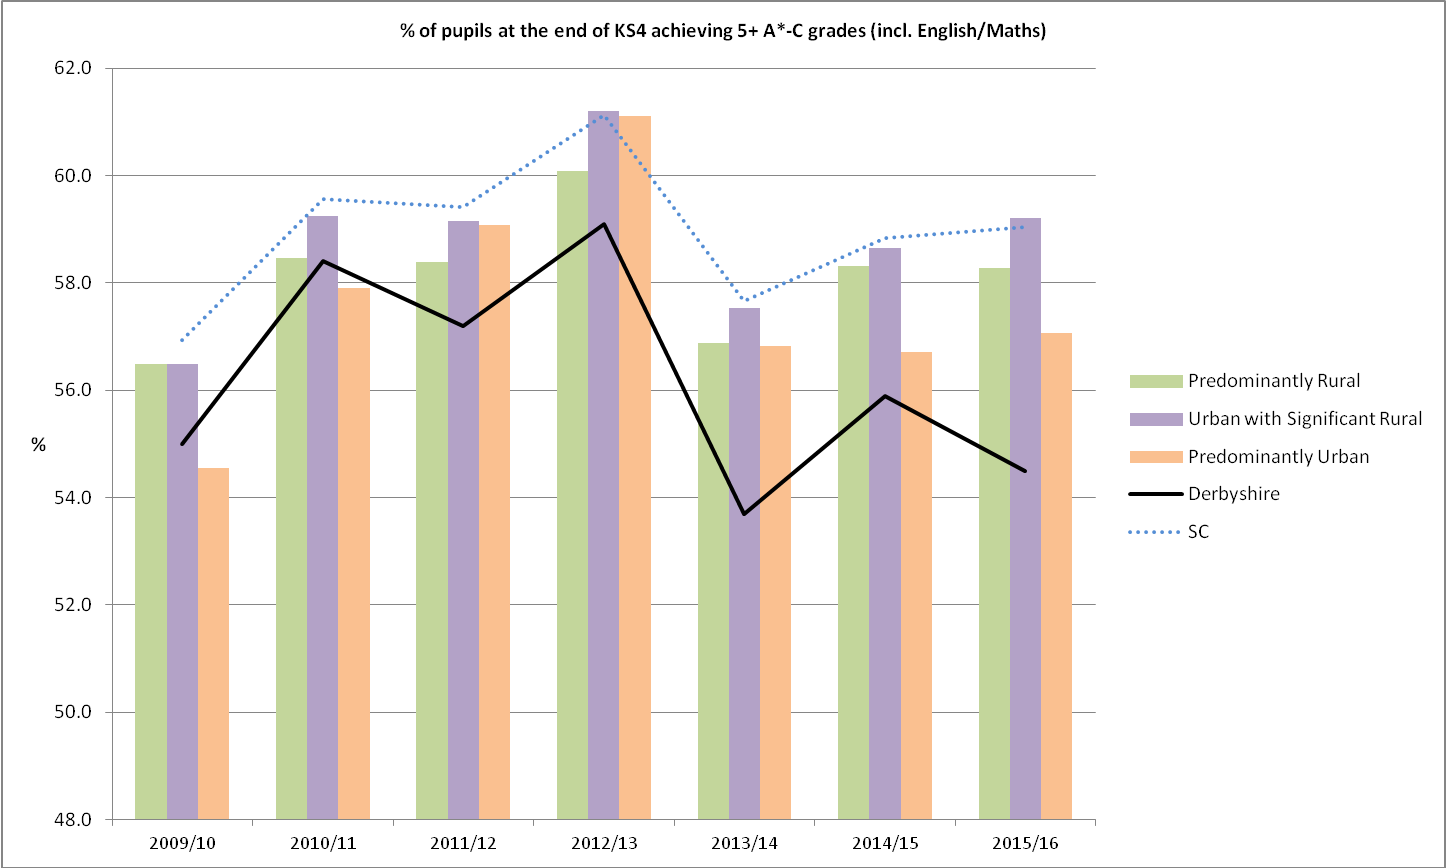 % of pupils at the end of KS4 achieving 5+ A*-C grades (incl. English/Maths)
62.0
60.0
58.0
56.0
54.0
52.0
50.0
48.0
%
2009/10 2010/11 2011/12 2012/13 2013/14 2014/15 2015/16
Predominantly Rural
Urban with Significant Rural
Predominantly Urban
Derbyshire
SC